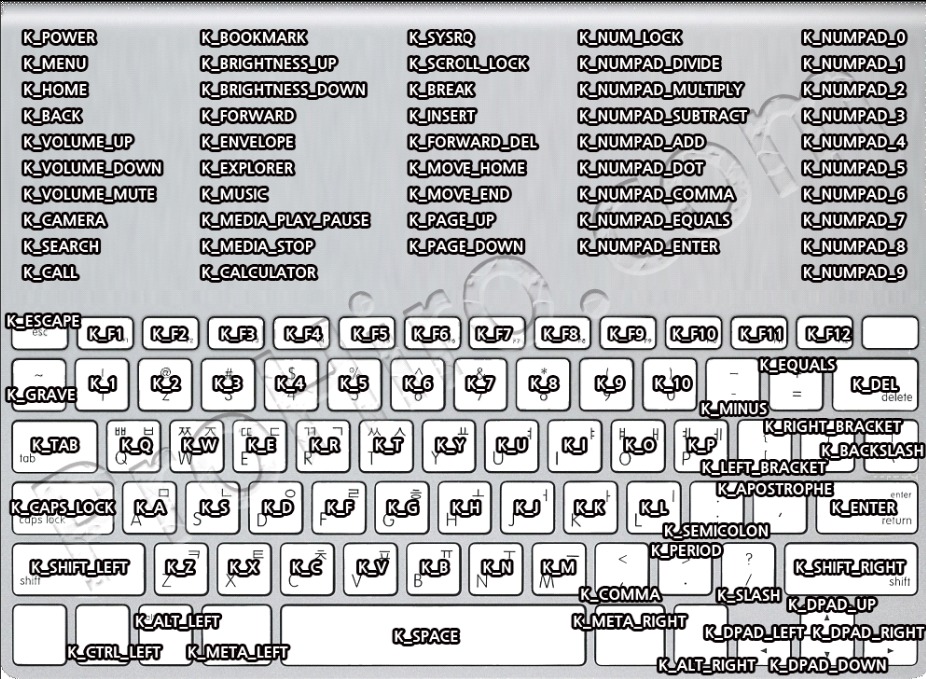 K_POWER K_BOOKMARK K_SYSRQ K_NUM_LOCK K_NUMPAD_0
K_MENU K_BRIGHTNESS_UP K_SCROLL_LOCK K_NUMPAD_DIVIDE K_NUMPAD_1
K_HOME K_BRIGHTNESS_DOWN K_BREAK K_NUMPAD_MULTIPLY K_NUMPAD_2
K_BACK K_FORWARD K_INSERT K_NUMPAD_SUBTRACT K_NUMPAD_3
K_VOLUME_UP K_ENVELOPE K_FORWARD_DEL K_NUMPAD_ADD K_NUMPAD_4
K_VOLUME_DOWN K_EXPLORER K_MOVE_HOME K_NUMPAD_DOT K_NUMPAD_5
K_VOLUME_MUTE K_MUSIC K_MOVE_END K_NUMPAD_COMMA K_NUMPAD_6
K_CAMERA K_MEDIA_PLAY_PAUSE K_PAGE_UP K_NUMPAD_EQUALS K_NUMPAD_7
K_SEARCH K_MEDIA_STOP K_PAGE_DOWN K_NUMPAD_ENTER K_NUMPAD_8
K_CALL K_CALCULATOR K_NUMPAD_9
K_ESCAPE K_F1 K_F2 K_F3 K_F4 K_F5 K_F6 K_F7 K_F8 K_F9 K_F10 K_F11 K_F12
esc
K_EQUALS
K_GRAVE K_1 K_2 K_3 K_4 K_5 K_6 K_7 K_8 K_9 K_10 K_DEL
delete
K_MINUS
K_RIGHT_BRACKET
K_TAB K_Q K_W K_E K_R K_T K_Y K_U K_I K_O K_P K_BACKSLASH
tab
K_LEFT_BRACKET
K_APOSTROPHE
enter
K_CAPS_LOCK K_A K_S K_D K_F K_G K_H K_J K_K K_L K_ENTER
caps lock return
K_SEMICOLON
K_PERIOD
K_SHIFT_LEFT K_Z K_X K_C K_V K_B K_N K_M K_SHIFT_RIGHT
shift shift
K_COMMA K_SLASH
K_DPAD_UP
K_ALT_LEFT K_META_RIGHT
K_SPACE K_DPAD_LEFT K_DPAD_RIGHT
K_CTRL_LEFT K_META_LEFT
K_ALT_RIGHT K_DPAD_DOWN